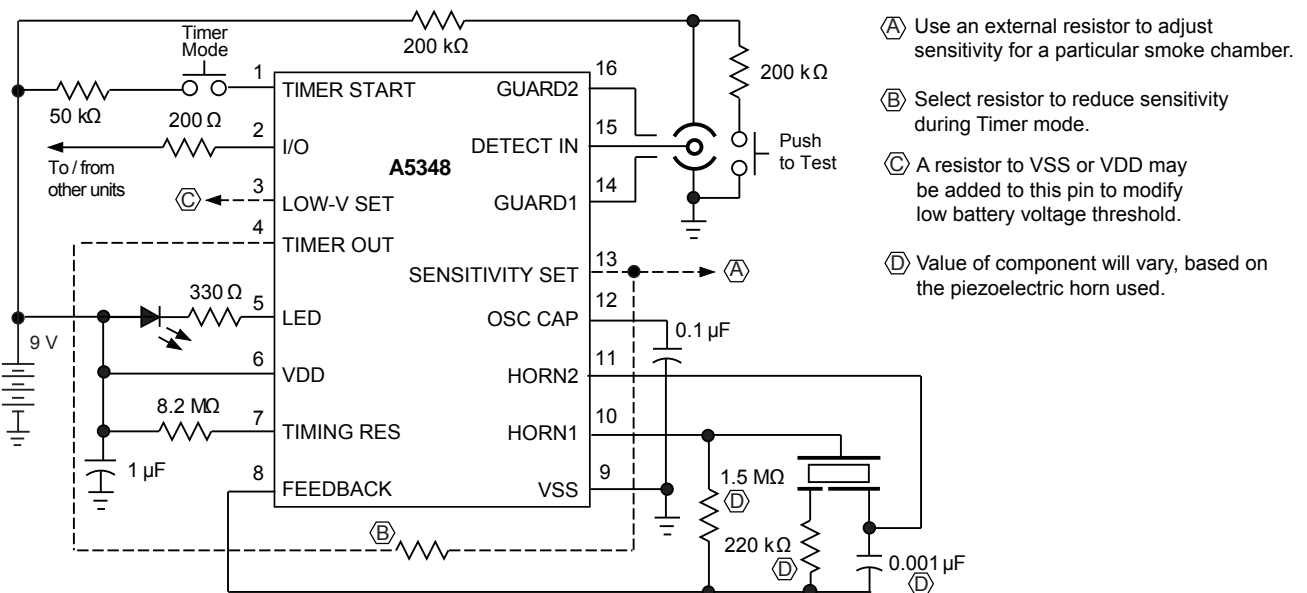 200 kΩ
Timer
Mode
50 kΩ
200 Ω
To / from
other units
1
TIMER START
2
I/O
A5348
3
LOW-V SET
C
4
TIMER OUT
330 Ω
5
LED
9 V
6
VDD
8.2 MΩ
7
TIMING RES
1 µF
8
FEEDBACK
B
16
GUARD2
15
DETECT IN
14
GUARD1
13
SENSITIVITY SET
A
12
OSC CAP
0.1 µF
11
HORN2
10
HORN1
9
VSS
200 kΩ
Push
to Test
1.5 MΩ
D
220 kΩ
D
0.001 µF
D
A Use an external resistor to adjust
sensitivity for a particular smoke chamber.
B Select resistor to reduce sensitivity
during Timer mode.
C A resistor to VSS or VDD may
be added to this pin to modify
low battery voltage threshold.
D Value of component will vary, based on
the piezoelectric horn used.